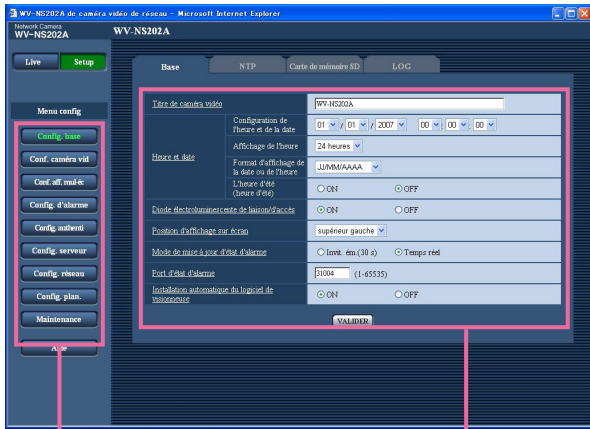 WV-NS202A de caméra vidéo de réseau - Microsoft Internet Explorer
Network Camera
WV-NS202A
WV-NS202A
Live
Setup
Base
NTP
Carte de mémoire SD
LOG
Menu config
Config. base
Conf. caméra vid
Conf. aff. mul-éc
Config. d'alarme
Config. authenti
Config. serveur
Config. réseau
Config. plan.
Maintenance
Titre de caméra vidéo
WV-NS202A
Heure et date
Configuration de
l'heure et de la date
01 / 01 / 2007 00 : 00 : 00
Affichage de l'heure
24 heures
Format d'affichage de
la date ou de l'heure
JJ/MM/AAAA
L'heure d'été
(heure d'été)
ON
OFF
Diode électroluminescente de liaison/d'accès
ON
OFF
Position d'affichage sur écran
supérieur gauche
Mode de mise à jour d'état d'alarme
Invit. ém.(30 s)
Temps réel
Port d'état d'alarme
31004 (1-65535)
Installation automatique du logiciel de
visionneuse
ON
OFF
VALIDER